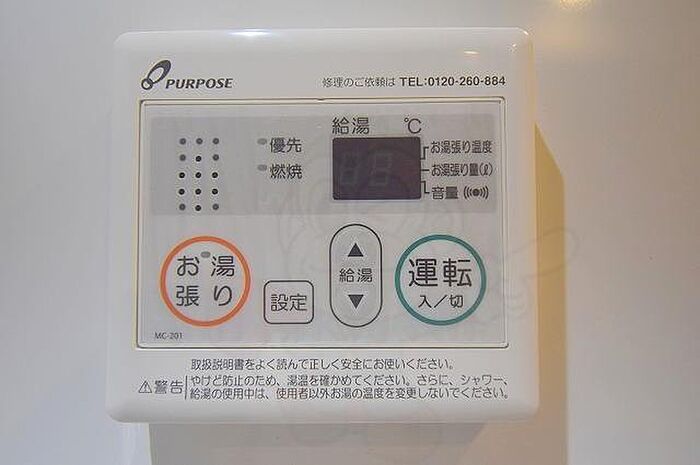 PURPOSE
修理のご依頼は TEL:0120-260-884
給湯 ℃
優先
燃焼
お湯張り温度
お湯張り量(ℓ)
音量
お湯
張り
設定
▲
給湯
▼
運転
入/切
MC-201
取扱説明書をよく読んで正しく安全にお使いください。
⚠警告
やけど防止のため、湯温を確かめてください。さらに、シャワー、
給湯の使用中は、使用者以外お湯の温度を変更しないでください。